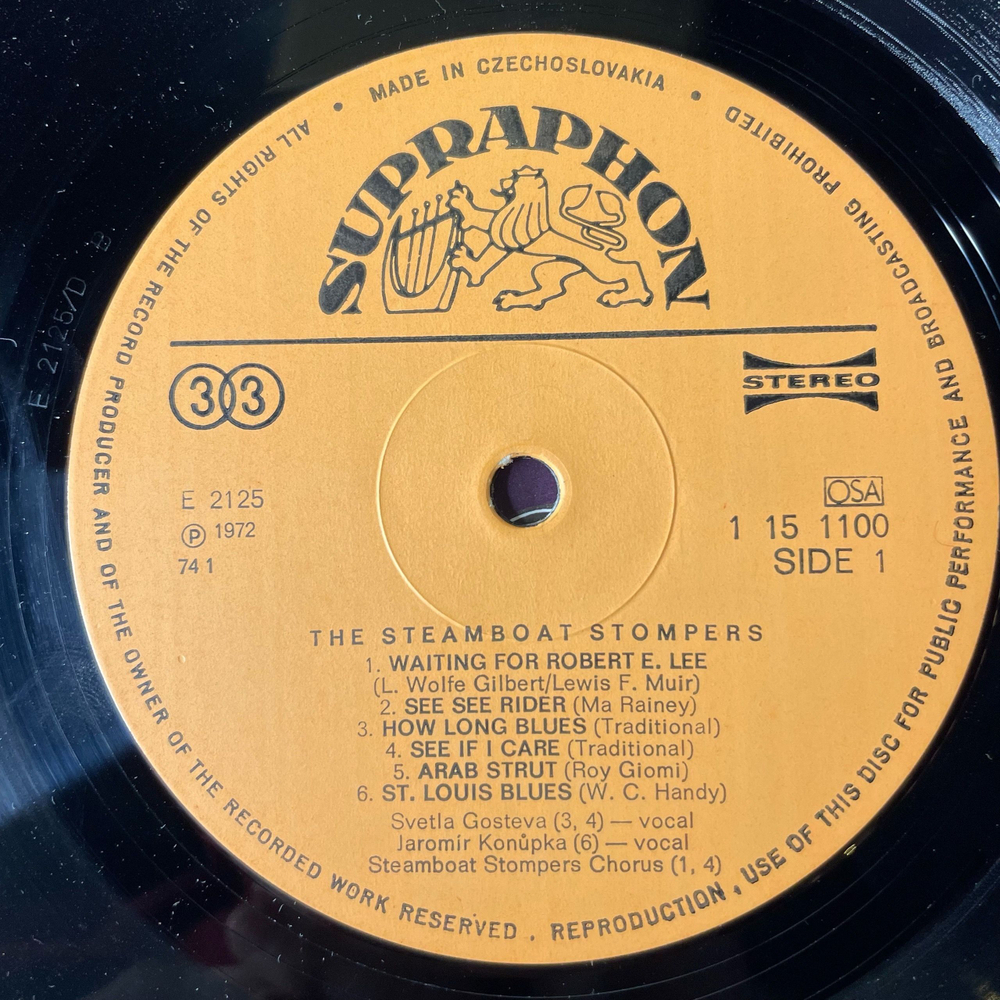 MADE IN CZECHOSLOVAKIA
SUPRAPHON
33
STEREO
E 2125
Ⓟ 1972
74 1
OSA
1 15 1100
SIDE 1
THE STEAMBOAT STOMPERS
1. WAITING FOR ROBERT E. LEE
(L. Wolfe Gilbert/Lewis F. Muir)
2. SEE SEE RIDER (Ma Rainey)
3. HOW LONG BLUES (Traditional)
4. SEE IF I CARE (Traditional)
5. ARAB STRUT (Roy Giomi)
6. ST. LOUIS BLUES (W. C. Handy)
Svetla Gosteva (3, 4) — vocal
Jaromír Konůpka (6) — vocal
Steamboat Stompers Chorus (1, 4)
ALL RIGHTS OF THE RECORD PRODUCER AND OF THE OWNER OF THE RECORDED WORK RESERVED . REPRODUCTION , USE OF THIS DISC FOR PUBLIC PERFORMANCE AND BROADCASTING PROHIBITED
E 2125/D B